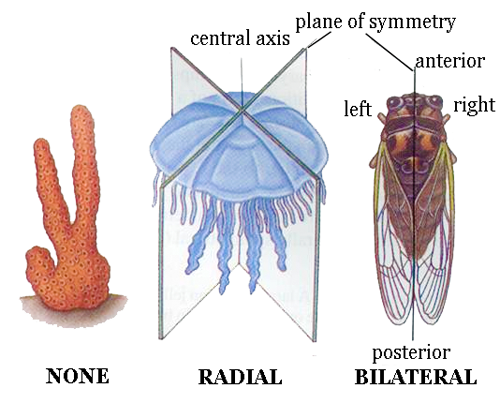 plane of symmetry
central axis
anterior
left
right
posterior
NONE
RADIAL
BILATERAL